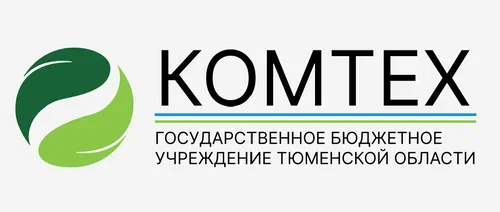 КОМТЕХ
ГОСУДАРСТВЕННОЕ БЮДЖЕТНОЕ
УЧРЕЖДЕНИЕ ТЮМЕНСКОЙ ОБЛАСТИ